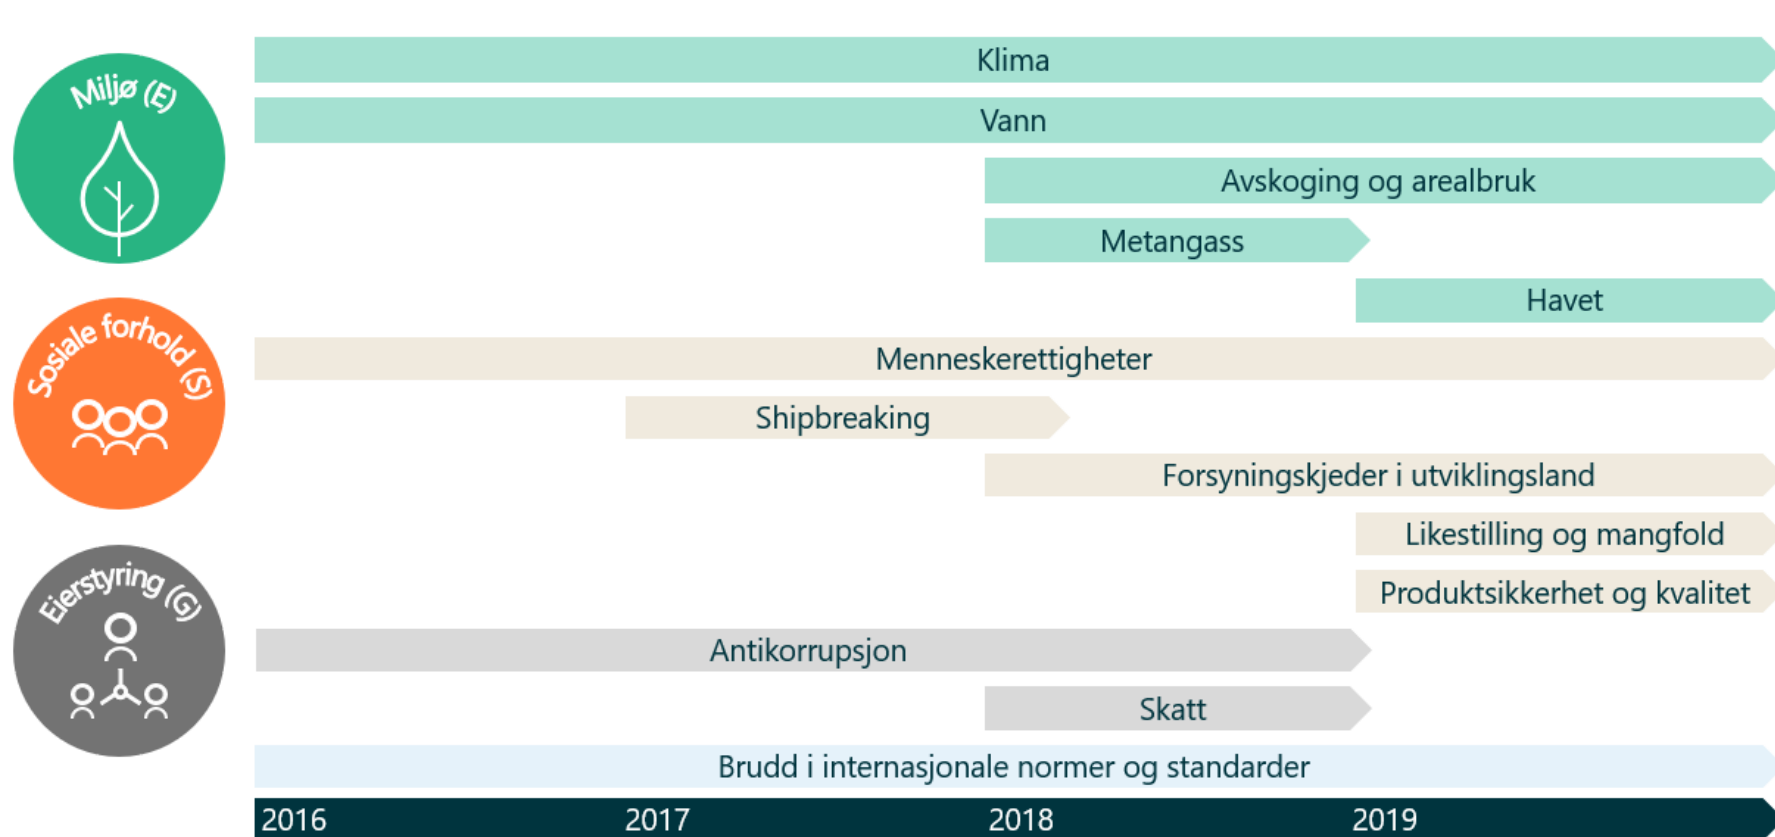 Miljø (E)
Klima
Vann
Avskoging og arealbruk
Metangass
Havet
Sosiale forhold (S)
Menneskerettigheter
Shipbreaking
Forsyningskjeder i utviklingsland
Likestilling og mangfold
Produktsikkerhet og kvalitet
Eierstyring (G)
Antikorrupsjon
Skatt
Brudd i internasjonale normer og standarder
2016 2017 2018 2019